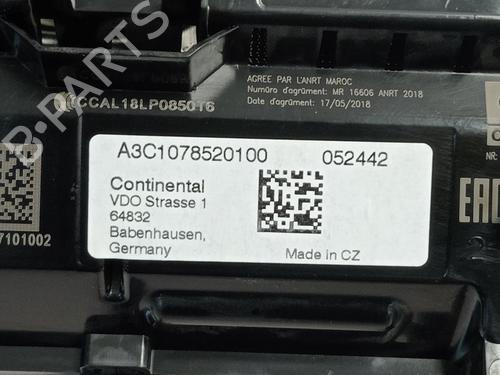 AGREE PAR L'ANRT MAROC
Numéro d'agrément: MR 16606 ANRT 2018
Date d'agrément: 17/05/2018
CCAL18LP0850T6
A3C1078520100 052442
Continental
VDO Strasse 1
64832
Babenhausen,
Germany
Made in CZ
7101002
NR:
EAC
B-PARTS